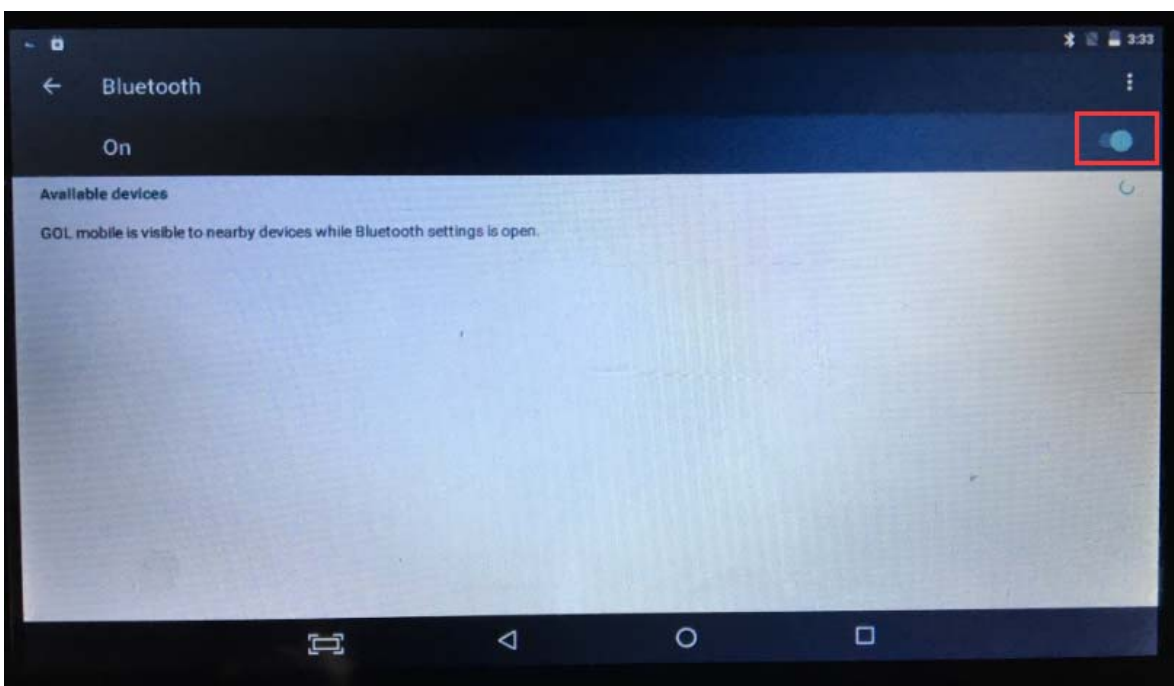 3:33
Bluetooth
On
Available devices
GOL mobile is visible to nearby devices while Bluetooth settings is open.